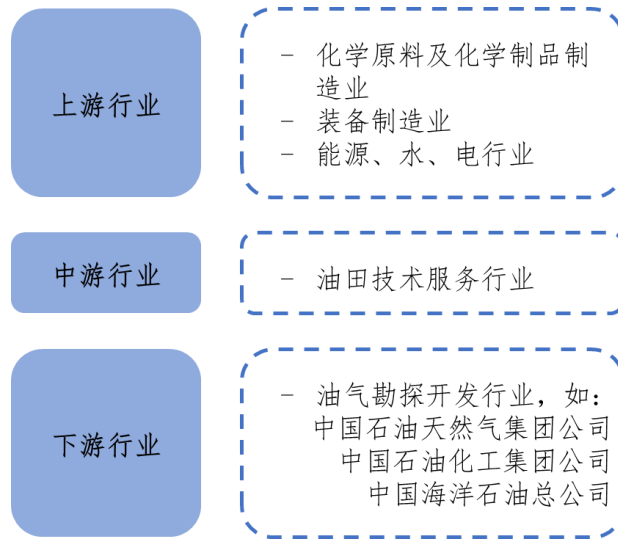 上游行业
- 化学原料及化学制品制
造业
- 装备制造业
- 能源、水、电行业
中游行业
- 油田技术服务行业
下游行业
- 油气勘探开发行业，如：
中国石油天然气集团公司
中国石油化工集团公司
中国海洋石油总公司